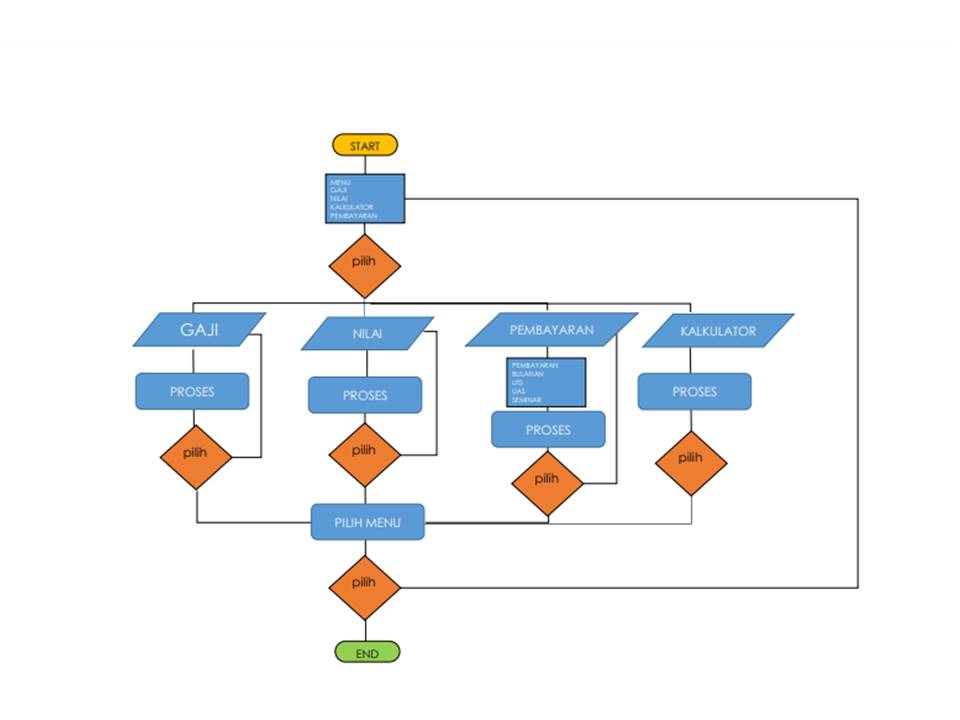 START
MENU
GAJI
NILAI
KALKULATOR
PEMBAYARAN
pilih
GAJI
NILAI
PEMBAYARAN
KALKULATOR
PEMBAYARAN
BULANAN
UTS
UAS
SEMINAR
PROSES
PROSES
PROSES
PROSES
pilih
pilih
pilih
pilih
PILIH MENU
pilih
END